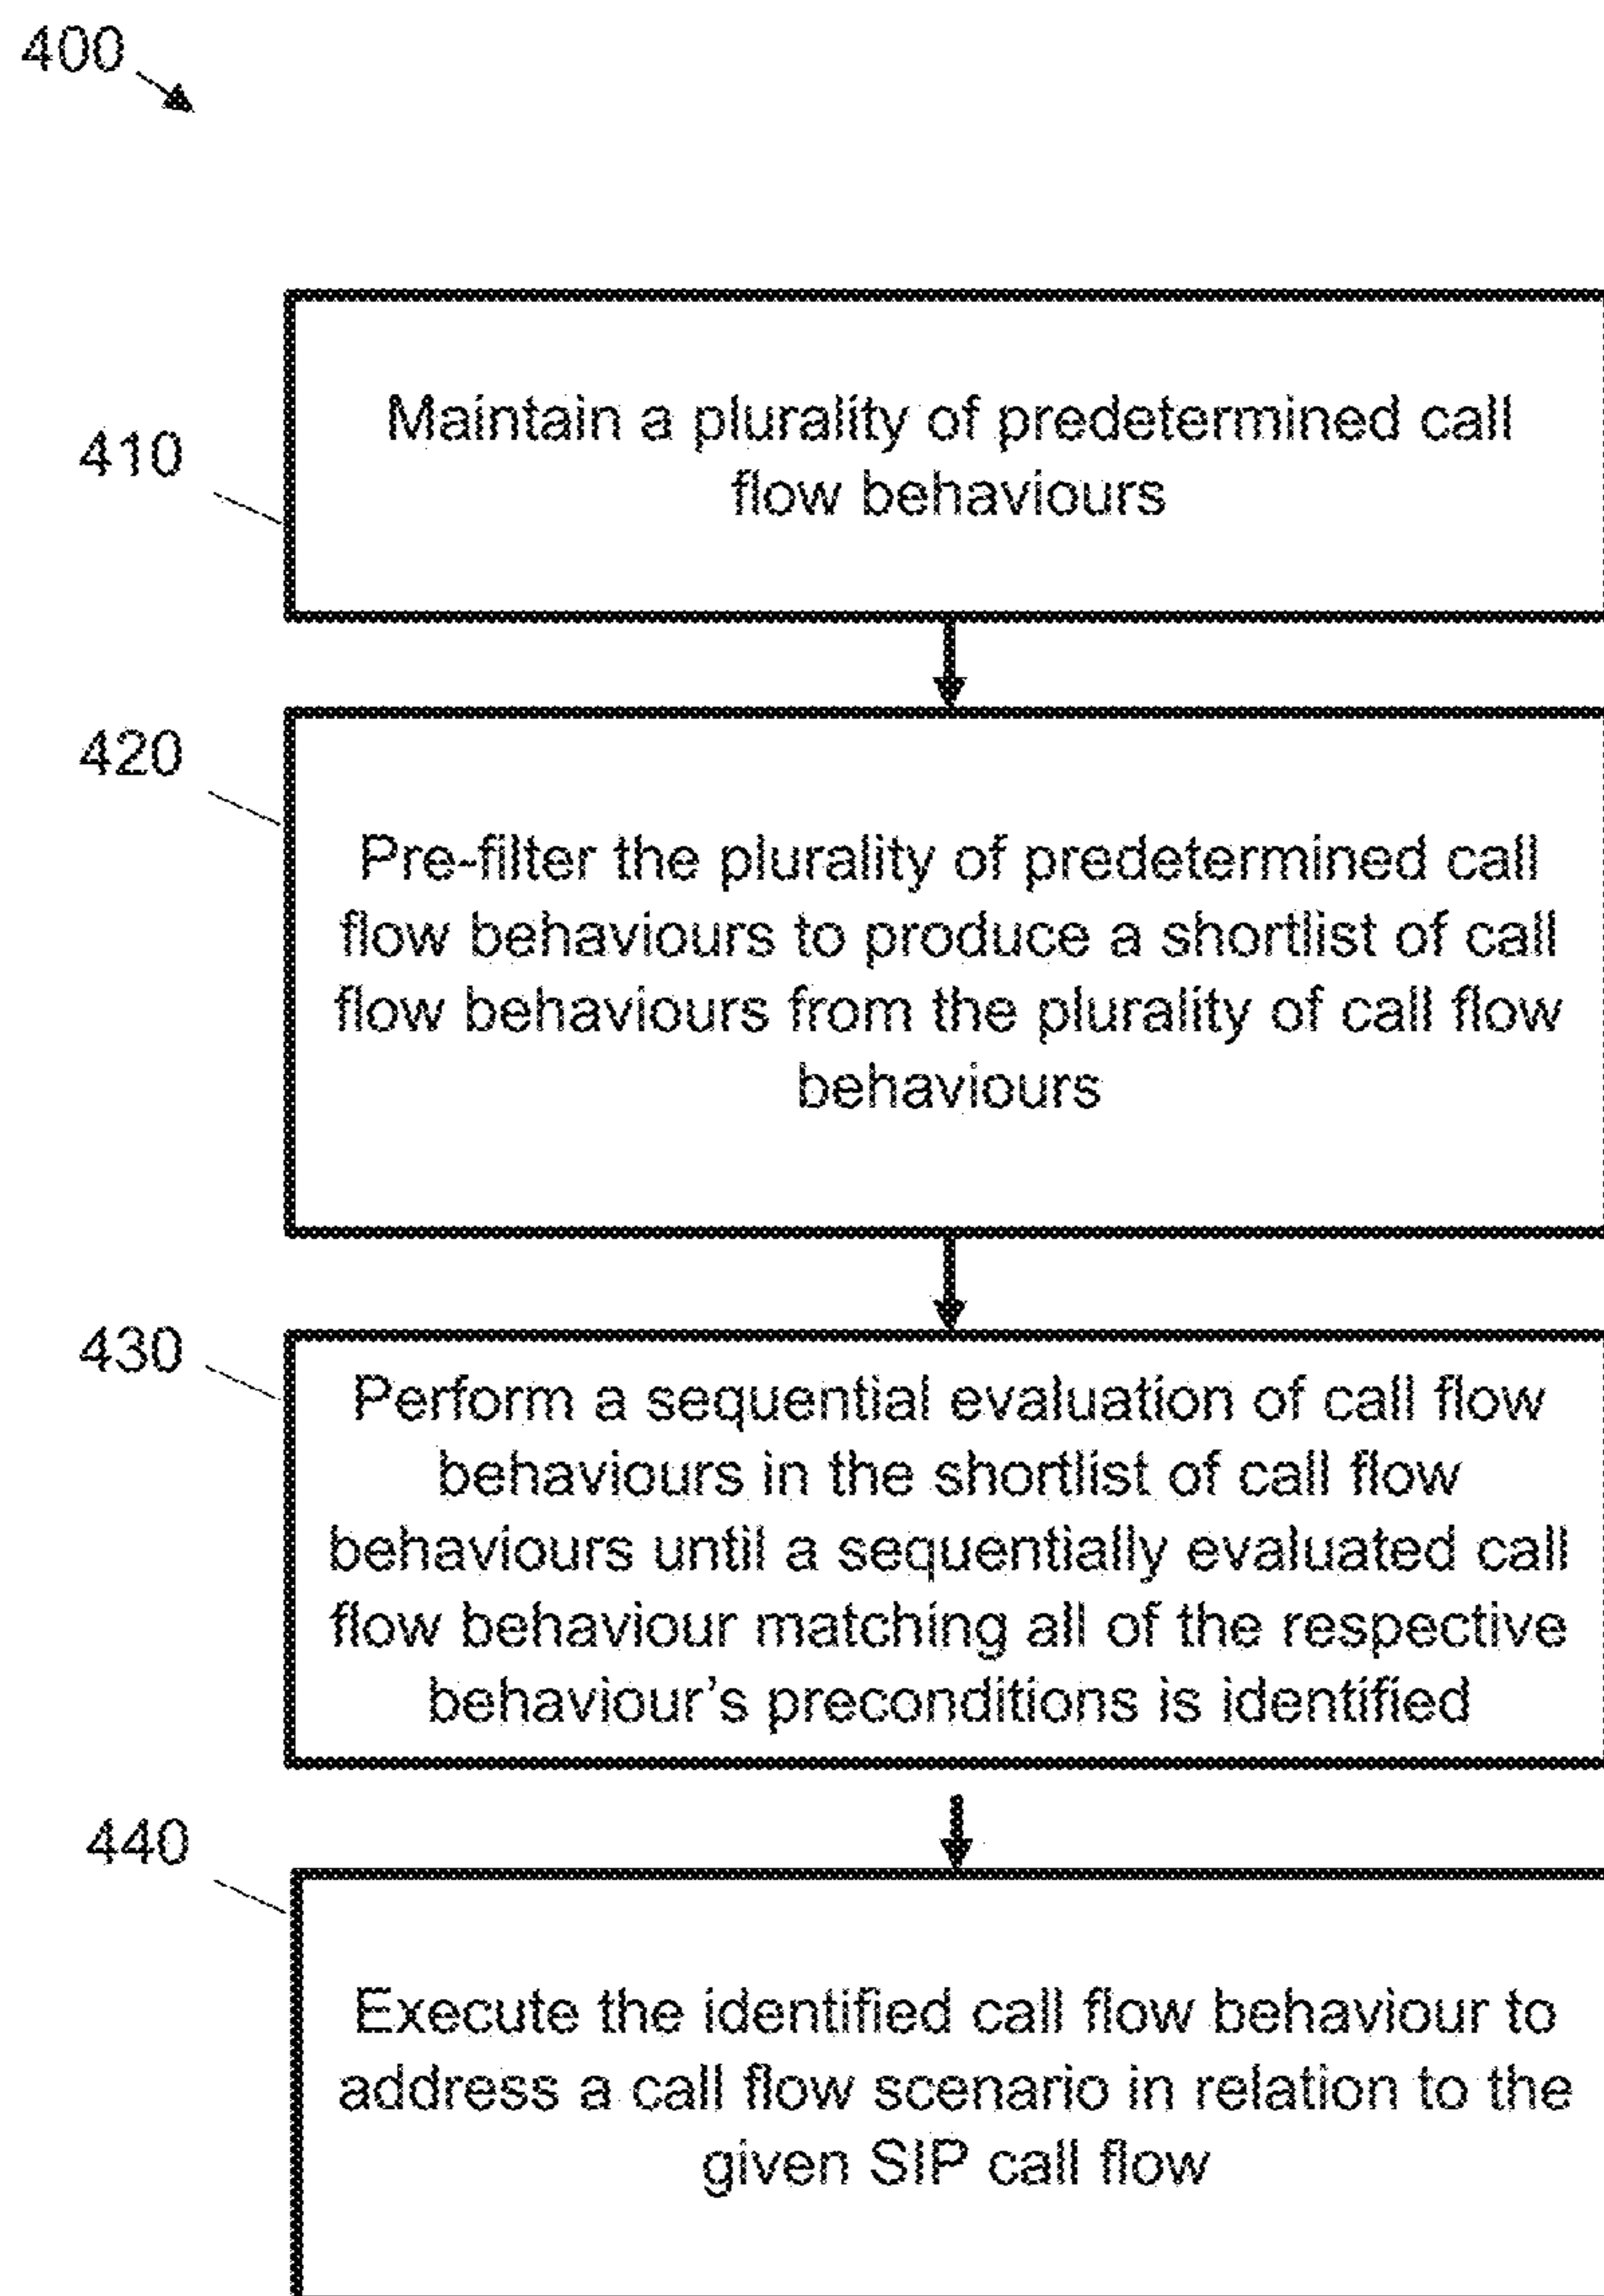 400
410
Maintain a plurality of predetermined call
flow behaviours
420
Pre-filter the plurality of predetermined call
flow behaviours to produce a shortlist of call
flow behaviours from the plurality of call flow
behaviours
430
Perform a sequential evaluation of call flow
behaviours in the shortlist of call flow
behaviours until a sequentially evaluated call
flow behaviour matching all of the respective
behaviour's preconditions is identified
440
Execute the identified call flow behaviour to
address a call flow scenario in relation to the
given SIP call flow